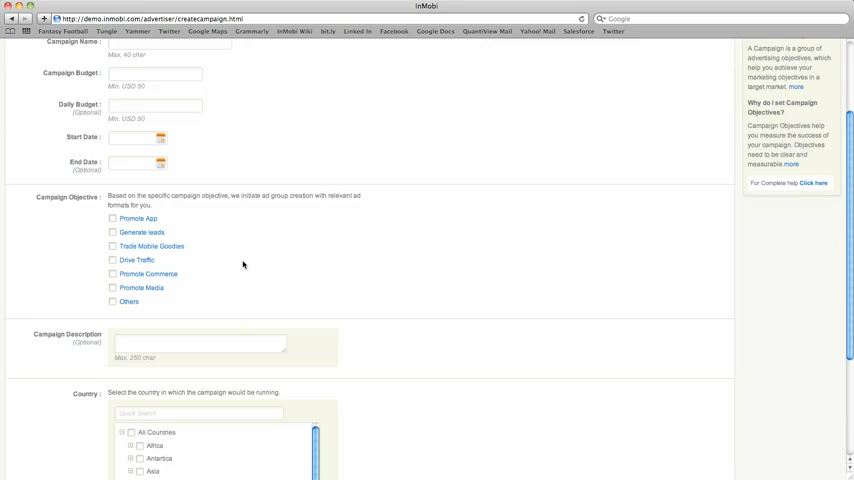 InMobi
http://demo.inmobi.com/advertiser/createcampaign.html
Google
Fantasy Football Tungle Yammer Twitter Google Maps Grammarly InMobi Wiki bit.ly Linked In Facebook Google Docs QuantiView Mail Yahoo! Mail Salesforce Twitter
Campaign Name :
Max. 40 char
Campaign Budget :
Min. USD 50
Daily Budget :
(Optional)
Min. USD 50
Start Date :
End Date :
(Optional)
Campaign Objective :
Based on the specific campaign objective, we initiate ad group creation with relevant ad
formats for you.
Promote App
Generate leads
Trade Mobile Goodies
Drive Traffic
Promote Commerce
Promote Media
Others
Campaign Description
(Optional)
Max. 250 char
Country :
Select the country in which the campaign would be running.
Quick Search
All Countries
Africa
Antartica
Asia
A Campaign is a group of
advertising objectives, which
help you achieve your
marketing objectives in a
target market. more
Why do I set Campaign
Objectives?
Campaign Objectives help
you measure the success of
your campaign. Objectives
need to be clear and
measurable.more
For Complete help Click here